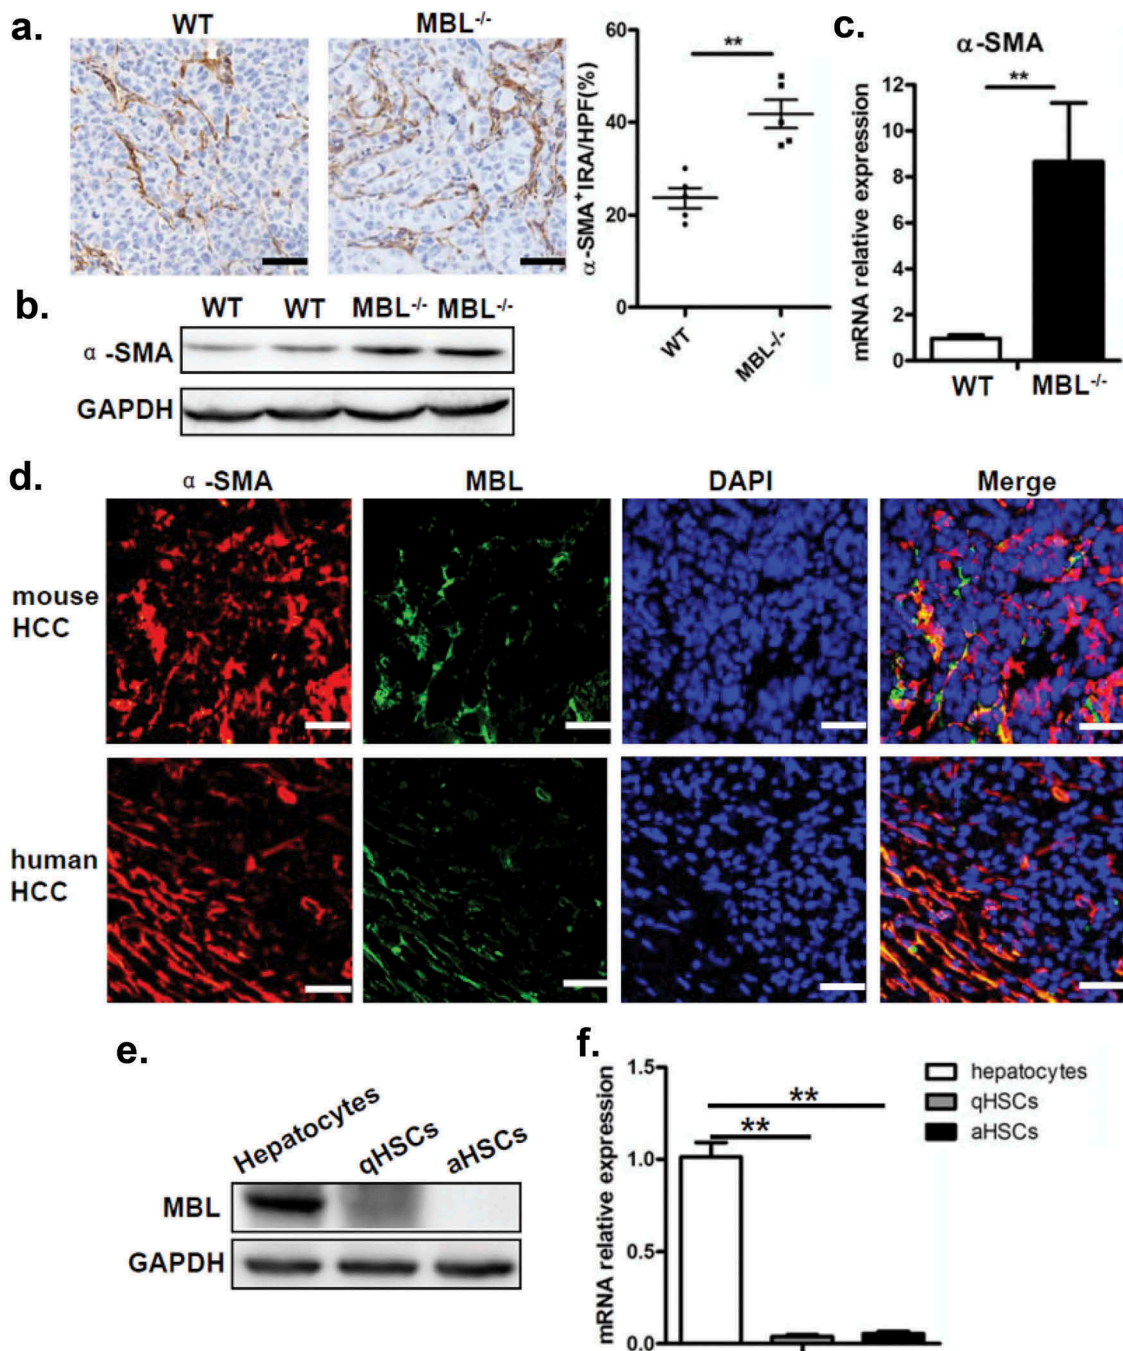 a.
WT
MBL-/-
α-SMA+IRA/HPF(%)
60
40
20
0
**
WT
MBL-/-
c.
α-SMA
**
mRNA relative expression
12
10
8
6
4
2
0
WT
MBL-/-
b.
WT WT MBL-/- MBL-/-
α-SMA
GAPDH
d.
α-SMA MBL DAPI Merge
mouse
HCC
human
HCC
e.
Hepatocytes qHSCs aHSCs
MBL
GAPDH
f.
mRNA relative expression
1.5
1.0
0.5
0.0
**
**
hepatocytes
qHSCs
aHSCs